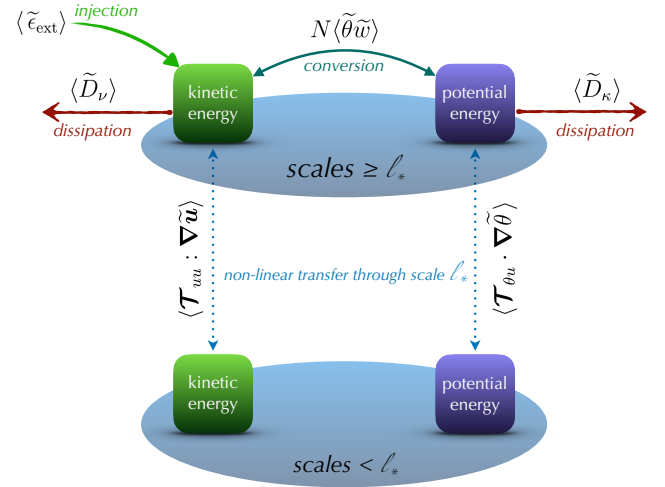 ⟨ϵ̃_ext⟩
injection
N⟨θ̃w̃⟩
conversion
⟨D̃_ν⟩
dissipation
kinetic
energy
potential
energy
⟨D̃_κ⟩
dissipation
scales ≥ ℓ_*
⟨𝓣_uu : ∇ũ⟩
non-linear transfer through scale ℓ_*
⟨𝓣_θu · ∇θ̃⟩
kinetic
energy
potential
energy
scales < ℓ_*